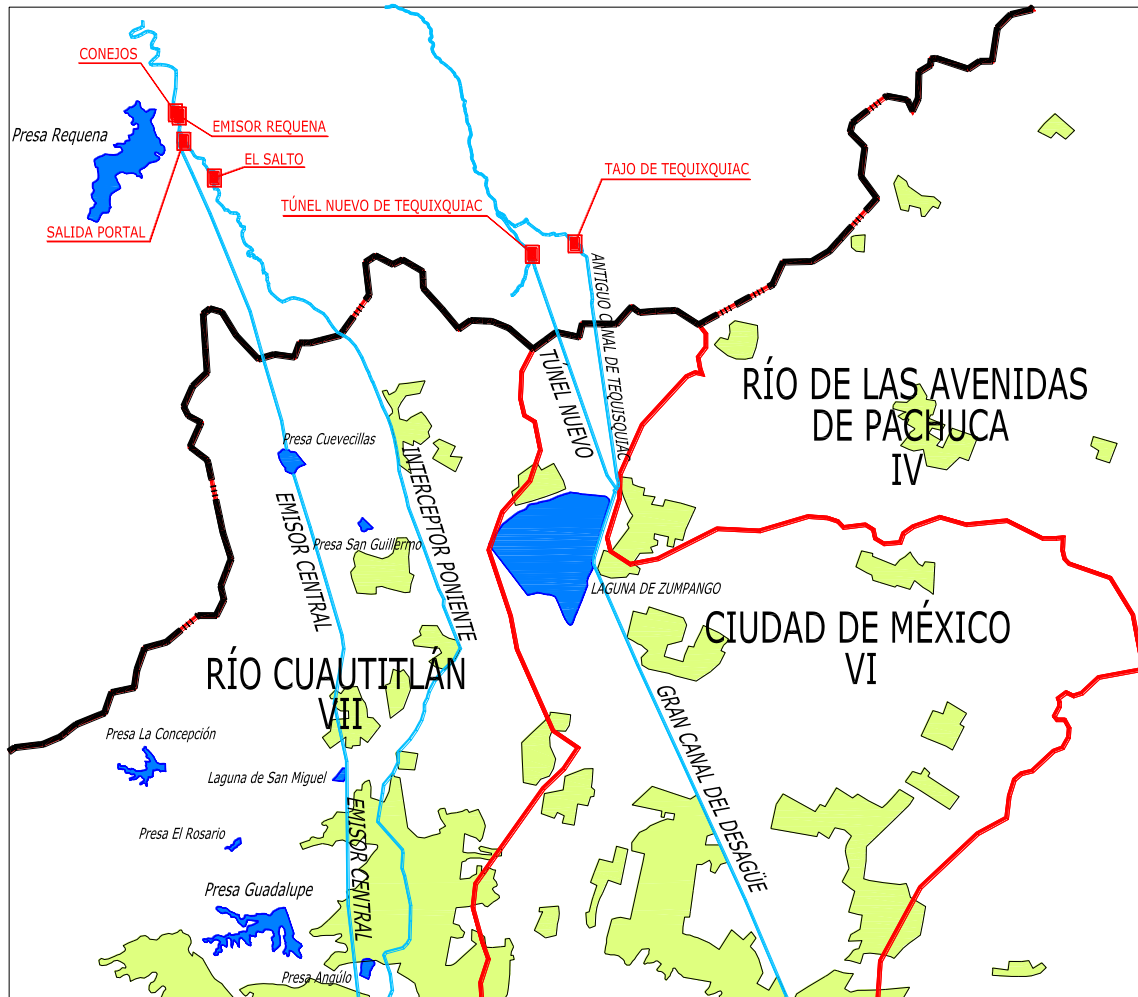 CONEJOS
EMISOR REQUENA
Presa Requena
EL SALTO
TAJO DE TEQUIXQUIAC
TÚNEL NUEVO DE TEQUIXQUIAC
SALIDA PORTAL
ANTIGUO CANAL DE TEQUISQUIAC
TÚNEL NUEVO
RÍO DE LAS AVENIDAS
DE PACHUCA
IV
Presa Cuevecillas
INTERCEPTOR PONIENTE
EMISOR CENTRAL
Presa San Guillermo
LAGUNA DE ZUMPANGO
CIUDAD DE MÉXICO
VI
RÍO CUAUTITLÁN
VII
GRAN CANAL DEL DESAGÜE
Presa La Concepción
Laguna de San Miguel
EMISOR CENTRAL
Presa El Rosario
Presa Guadalupe
Presa Angúlo